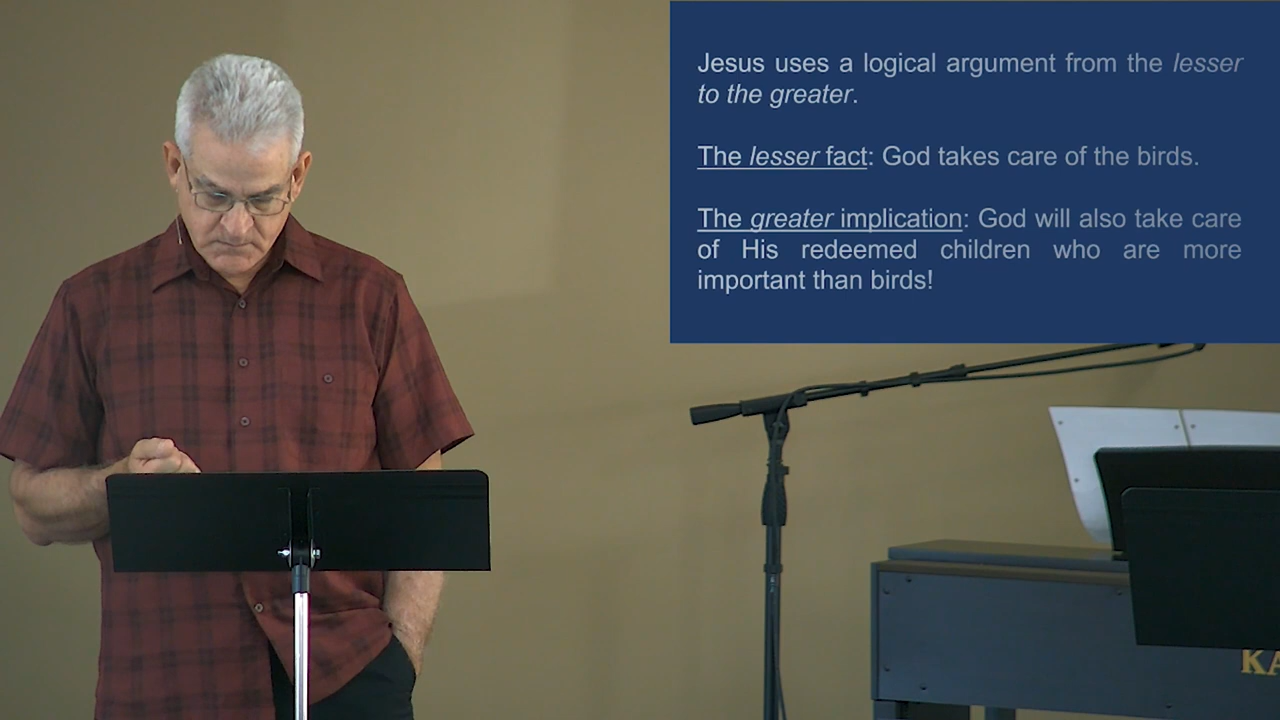 Jesus uses a logical argument from the lesser
to the greater.
The lesser fact: God takes care of the birds.
The greater implication: God will also take care
of His redeemed children who are more
important than birds!
KA